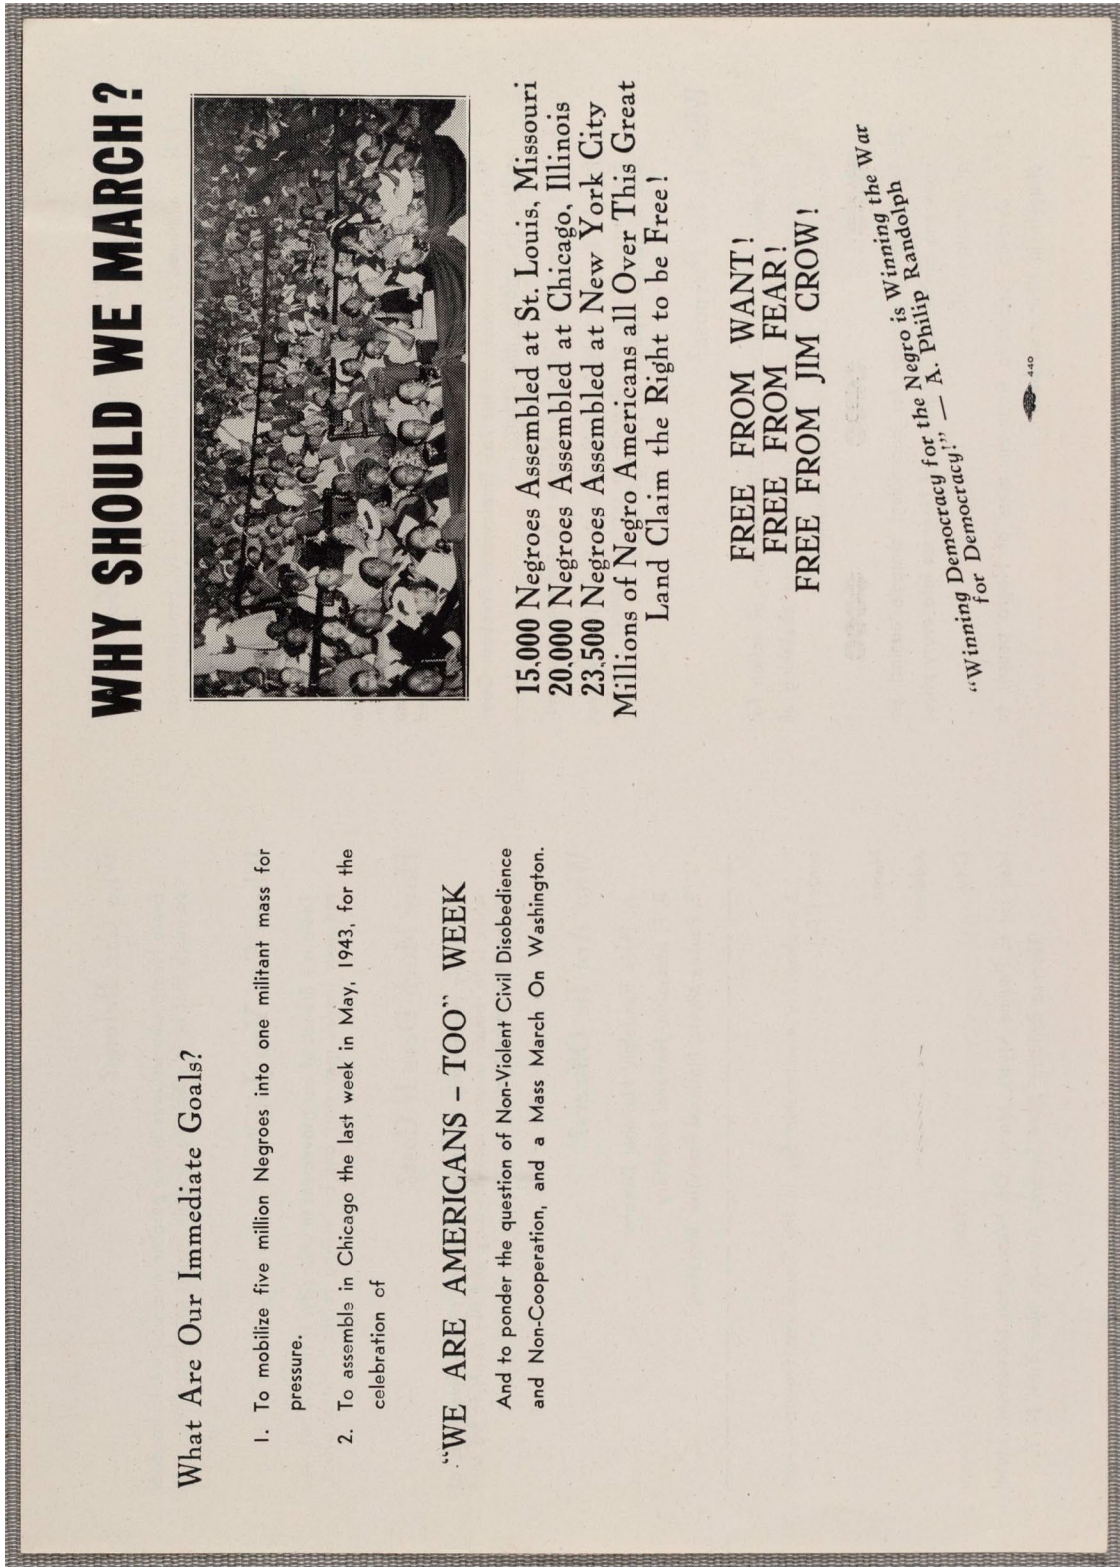 What Are Our Immediate Goals?
1. To mobilize five million Negroes into one militant mass for
pressure.
2. To assemble in Chicago the last week in May, 1943, for the
celebration of
"WE ARE AMERICANS – TOO" WEEK
And to ponder the question of Non-Violent Civil Disobedience
and Non-Cooperation, and a Mass March On Washington.
WHY SHOULD WE MARCH?
15.000 Negroes Assembled at St. Louis, Missouri
20.000 Negroes Assembled at Chicago, Illinois
23.500 Negroes Assembled at New York City
Millions of Negro Americans all Over This Great
Land Claim the Right to be Free!
FREE FROM WANT!
FREE FROM FEAR!
FREE FROM JIM CROW!
"Winning Democracy for the Negro is Winning the War
for Democracy!" — A. Philip Randolph
440